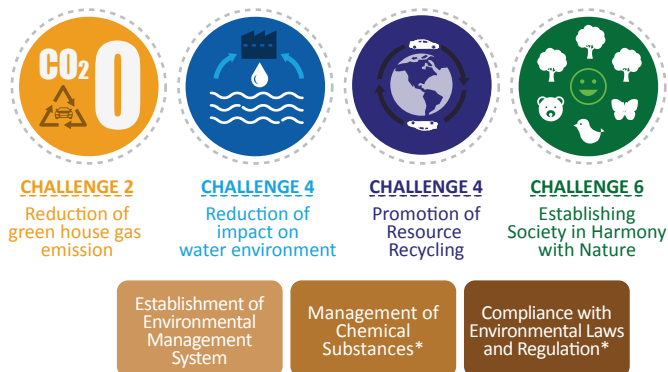 CO₂ 0
CHALLENGE 2
Reduction of
green house gas
emission
CHALLENGE 4
Reduction of
impact on
water environment
CHALLENGE 4
Promotion of
Resource
Recycling
CHALLENGE 6
Establishing
Society in Harmony
with Nature
Establishment of
Environmental
Management
System
Management of
Chemical
Substances*
Compliance with
Environmental Laws
and Regulation*